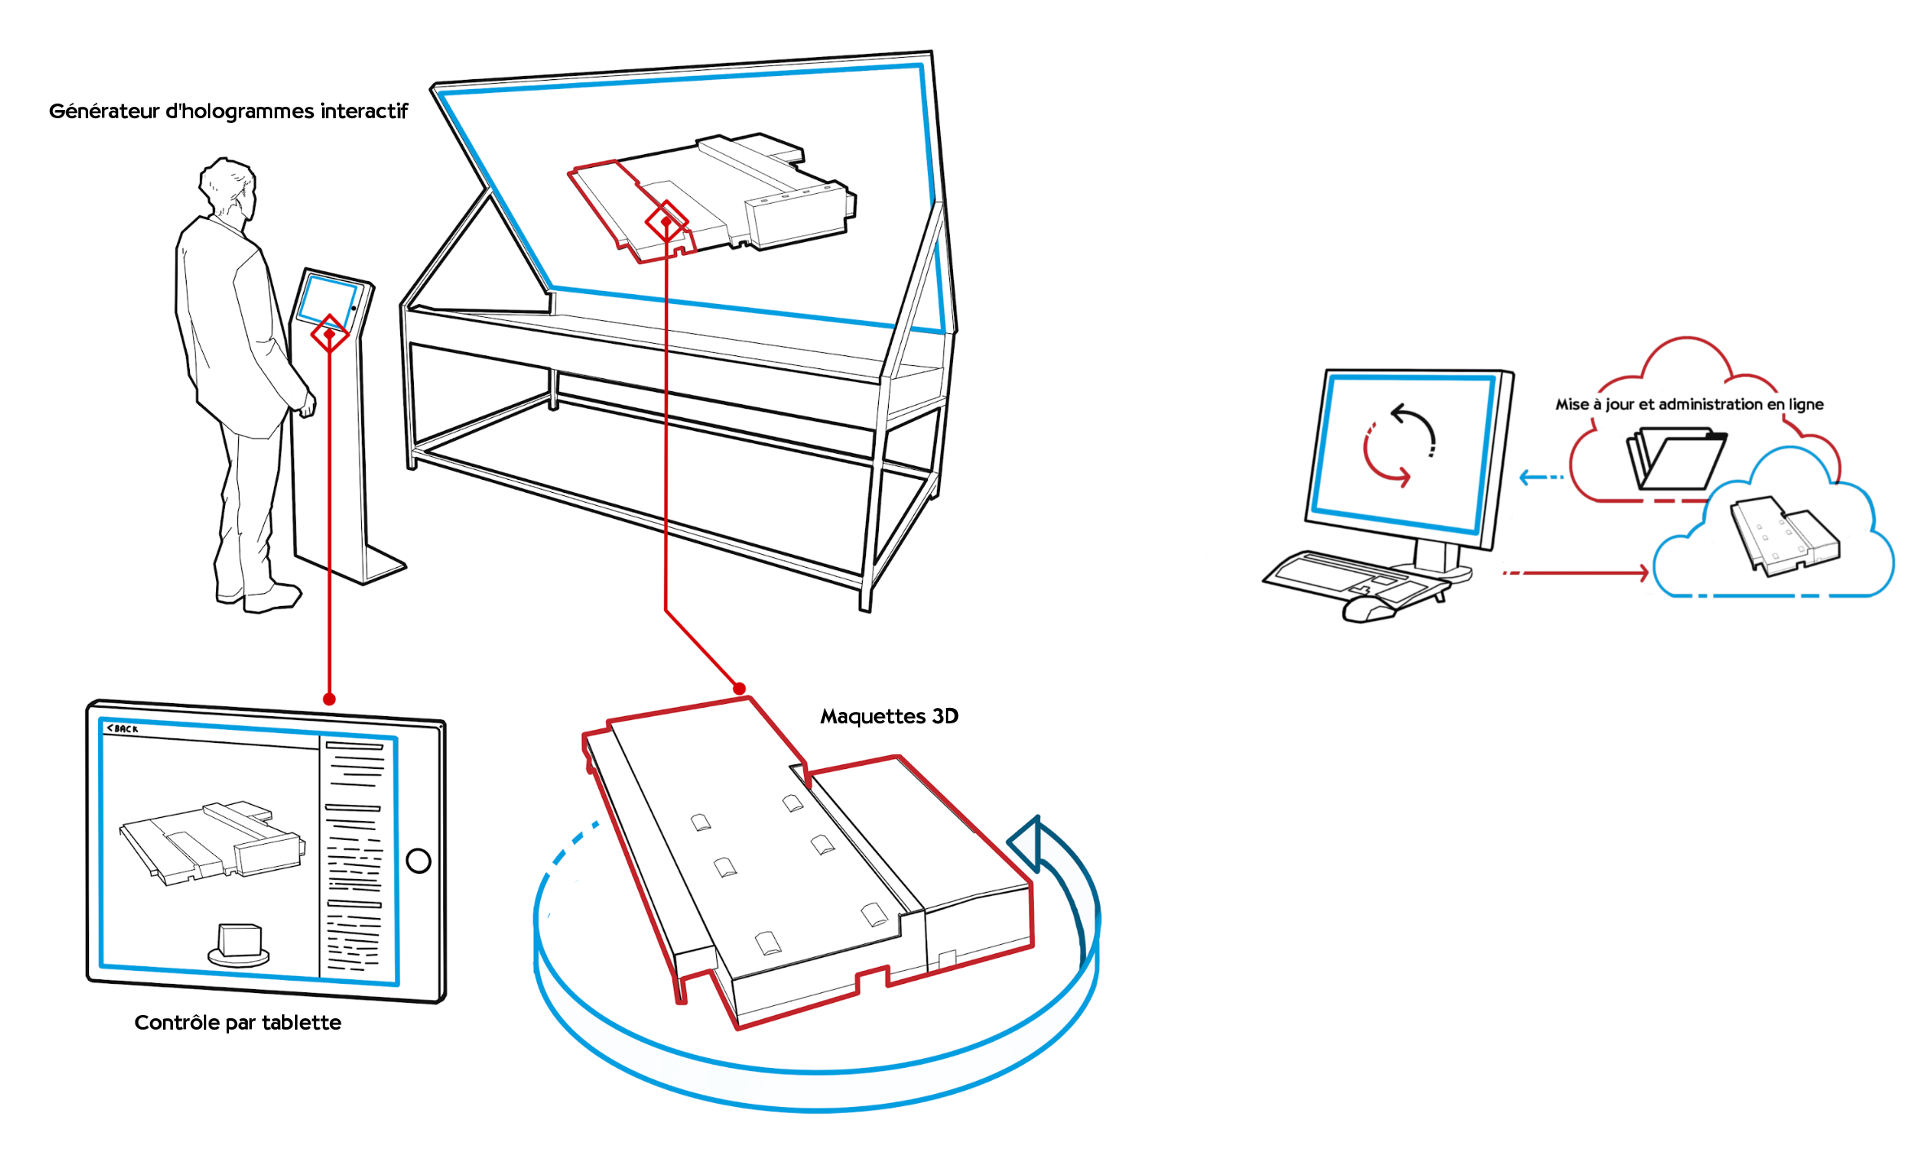 Générateur d'hologrammes interactif
Mise à jour et administration en ligne
Maquettes 3D
<BACK
Contrôle par tablette